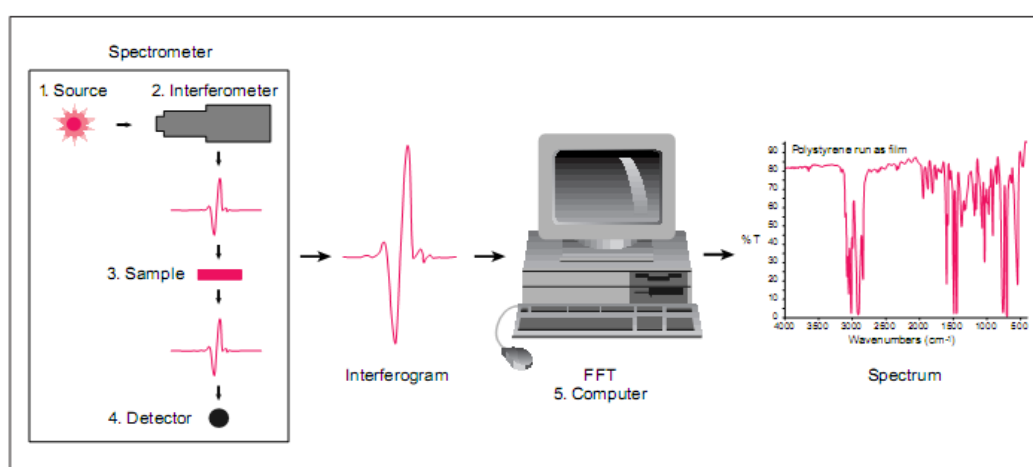 Spectrometer
1. Source
2. Interferometer
3. Sample
4. Detector
Interferogram
FFT
5. Computer
Polystyrene run as film
90
80
70
60
% T
50
40
30
20
10
0
4000 3500 3000 2500 2000 1500 1000 500
Wavenumbers (cm-1)
Spectrum